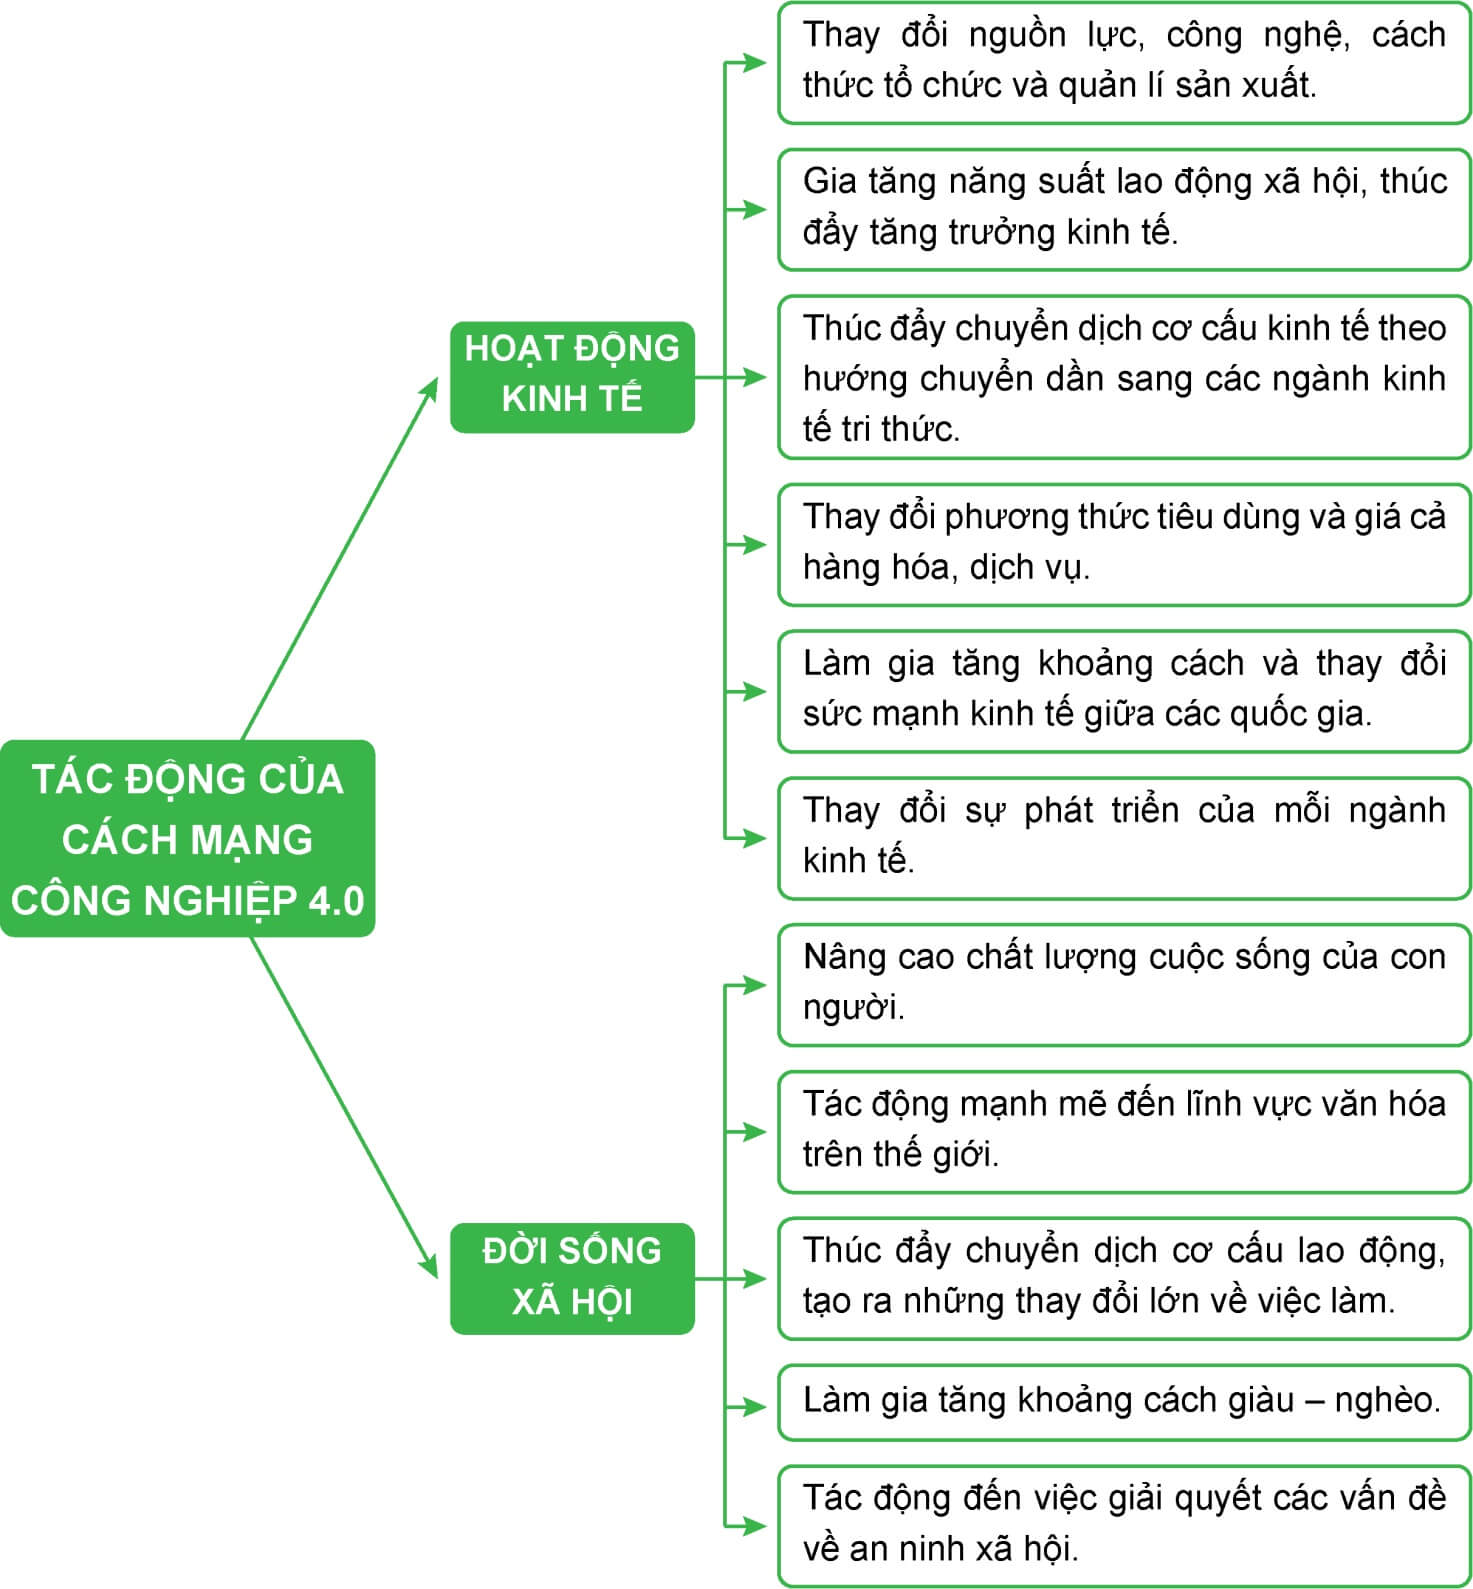 TÁC ĐỘNG CỦA
CÁCH MẠNG
CÔNG NGHIỆP 4.0
HOẠT ĐỘNG
KINH TẾ
Thay đổi nguồn lực, công nghệ, cách
thức tổ chức và quản lí sản xuất.
Gia tăng năng suất lao động xã hội, thúc
đẩy tăng trưởng kinh tế.
Thúc đẩy chuyển dịch cơ cấu kinh tế theo
hướng chuyển dần sang các ngành kinh
tế tri thức.
Thay đổi phương thức tiêu dùng và giá cả
hàng hóa, dịch vụ.
Làm gia tăng khoảng cách và thay đổi
sức mạnh kinh tế giữa các quốc gia.
Thay đổi sự phát triển của mỗi ngành
kinh tế.
ĐỜI SỐNG
XÃ HỘI
Nâng cao chất lượng cuộc sống của con
người.
Tác động mạnh mẽ đến lĩnh vực văn hóa
trên thế giới.
Thúc đẩy chuyển dịch cơ cấu lao động,
tạo ra những thay đổi lớn về việc làm.
Làm gia tăng khoảng cách giàu – nghèo.
Tác động đến việc giải quyết các vấn đề
về an ninh xã hội.